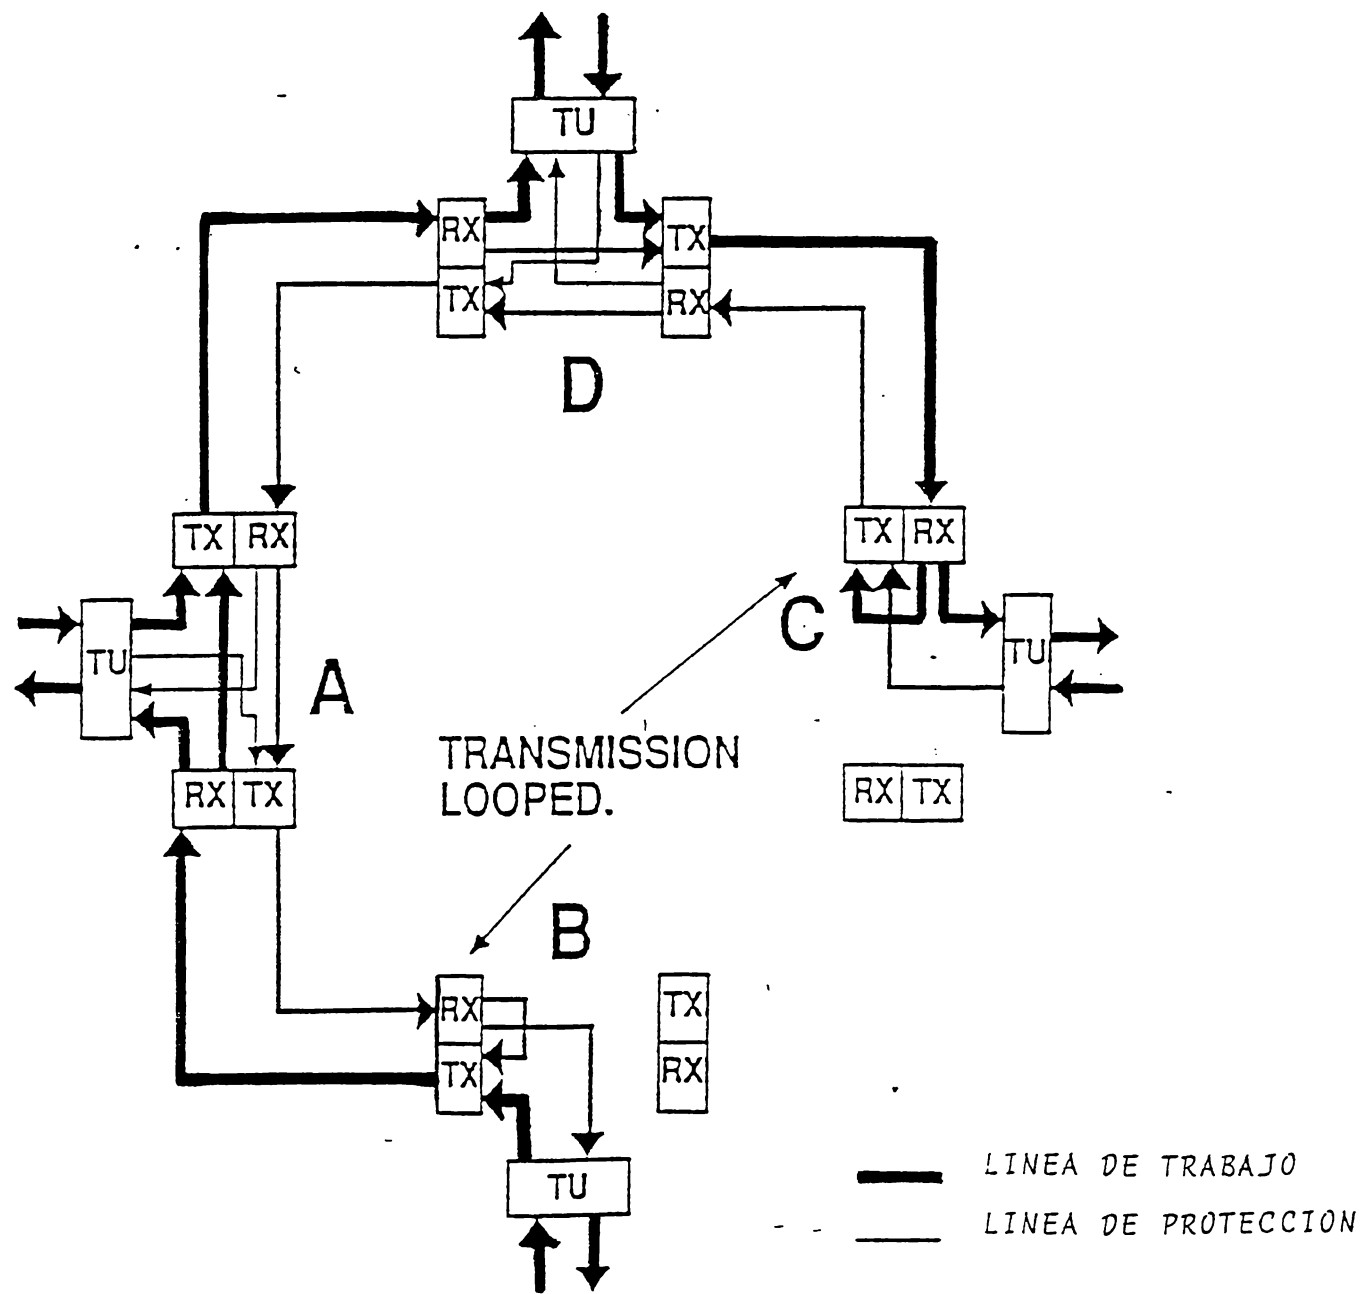 TU
RX
TX
TX
RX
D
TX RX
TX RX
C
TU
TU
A
TRANSMISSION
LOOPED.
RX TX
RX TX
B
RX
TX
TX
RX
TU
LINEA DE TRABAJO
LINEA DE PROTECCION